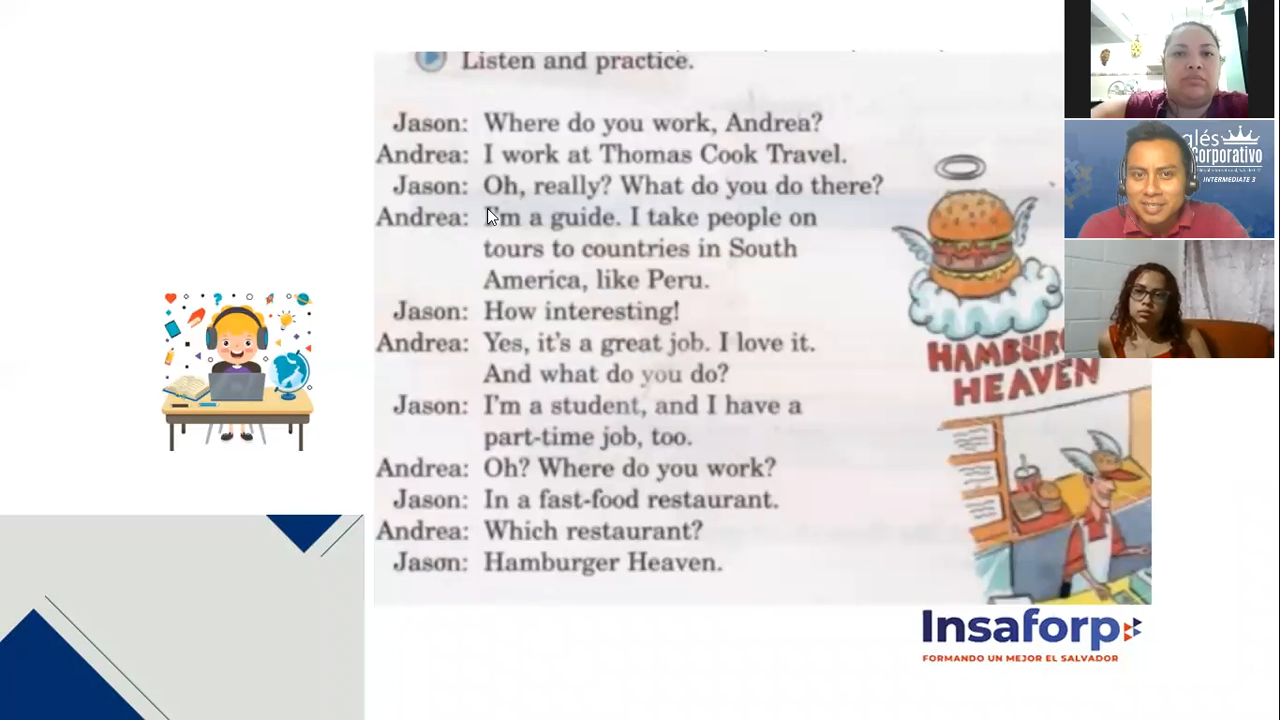 Listen and practice.
Jason: Where do you work, Andrea?
Andrea: I work at Thomas Cook Travel.
Jason: Oh, really? What do you do there?
Andrea: I'm a guide. I take people on
tours to countries in South
America, like Peru.
Jason: How interesting!
Andrea: Yes, it's a great job. I love it.
And what do you do?
Jason: I'm a student, and I have a
part-time job, too.
Andrea: Oh? Where do you work?
Jason: In a fast-food restaurant.
Andrea: Which restaurant?
Jason: Hamburger Heaven.
HAMBUR
HEAVEN
glés
corporativo
INTERMEDIATE 3
Insaforp
FORMANDO UN MEJOR EL SALVADOR